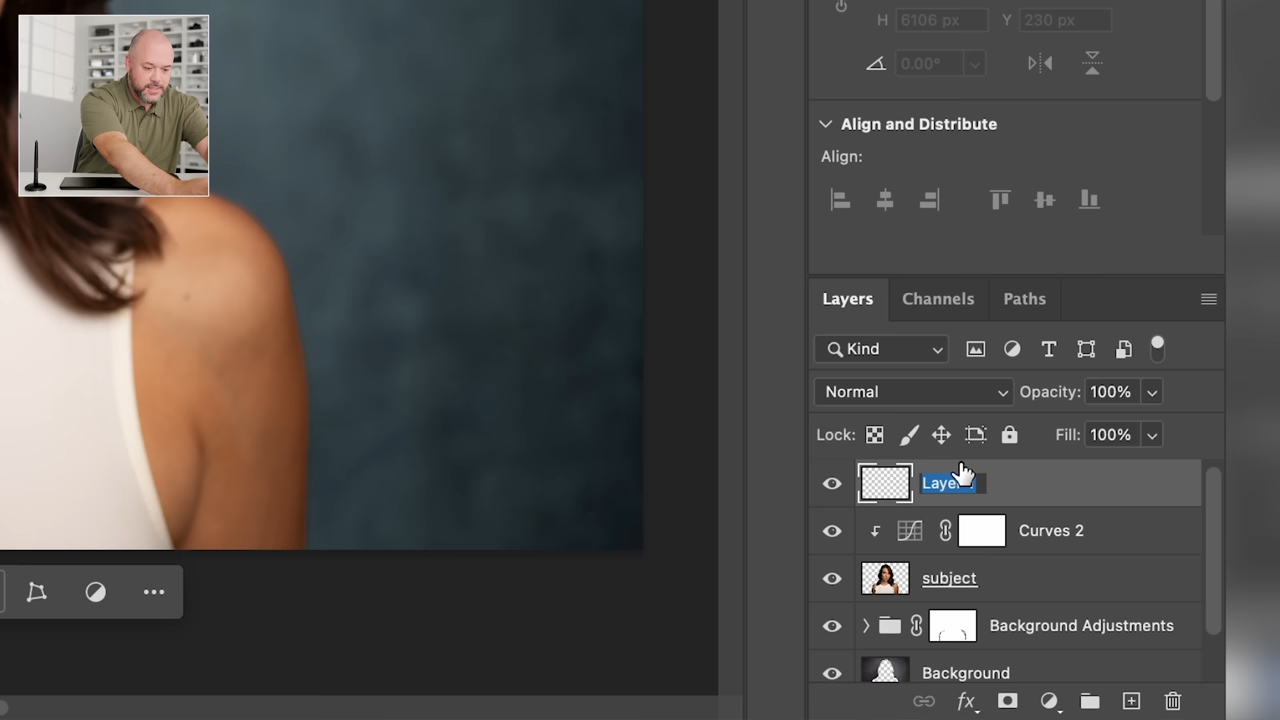 H 6106 px Y 230 px
0.00°
Align and Distribute
Align:
Layers Channels Paths
Kind
Normal Opacity: 100%
Lock: Fill: 100%
Curves 2
subject
Background Adjustments
Background
fx